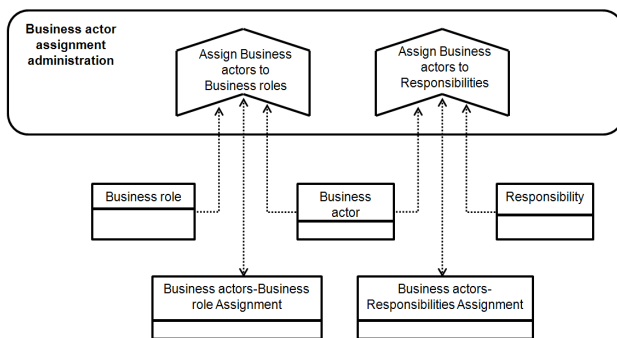 Business actor
assignment
administration
Assign Business
actors to
Business roles
Assign Business
actors to
Responsibilities
Business role
Business
actor
Responsibility
Business actors-Business
role Assignment
Business actors-
Responsibilities Assignment